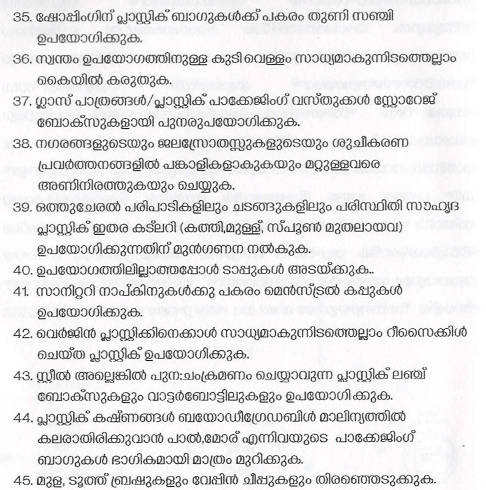 35. ഷോപ്പിംഗിന് പ്ലാസ്റ്റിക് ബാഗുകൾക്ക് പകരം തുണി സഞ്ചി
ഉപയോഗിക്കുക.
36. സ്വന്തം ഉപയോഗത്തിനുള്ള കുടിവെള്ളം സാധ്യമാകുന്നിടത്തെല്ലാം
കൈയിൽ കരുതുക.
37. ഗ്ലാസ് പാത്രങ്ങൾ/പ്ലാസ്റ്റിക് പാക്കേജിംഗ് വസ്തുക്കൾ സ്റ്റോറേജ്
ബോക്സുകളായി പുനരുപയോഗിക്കുക.
38. നഗരങ്ങളുടെയും ജലസ്രോതസ്സുകളുടെയും ശുചീകരണ
പ്രവർത്തനങ്ങളിൽ പങ്കാളികളാകുകയും മറ്റുള്ളവരെ
അണിനിരത്തുകയും ചെയ്യുക.
39. ഒത്തുചേരൽ പരിപാടികളിലും ചടങ്ങുകളിലും പരിസ്ഥിതി സൗഹൃദ
പ്ലാസ്റ്റിക് ഇതര കട്ലറി (കത്തി,മുള്ള്, സ്പൂൺ മുതലായവ)
ഉപയോഗിക്കുന്നതിന് മുൻഗണന നൽകുക.
40. ഉപയോഗത്തിലില്ലാത്തപ്പോൾ ടാപ്പുകൾ അടയ്ക്കുക..
41. സാനിറ്ററി നാപ്കിനുകൾക്കു പകരം മെൻസ്ട്രൽ കപ്പുകൾ
ഉപയോഗിക്കുക.
42. വെർജിൻ പ്ലാസ്റ്റിക്കിനെക്കാൾ സാധ്യമാകുന്നിടത്തെല്ലാം റീസൈക്കിൾ
ചെയ്ത പ്ലാസ്റ്റിക് ഉപയോഗിക്കുക.
43. സ്റ്റീൽ അല്ലെങ്കിൽ പുന:ചംക്രമണം ചെയ്യാവുന്ന പ്ലാസ്റ്റിക് ലഞ്ച്
ബോക്സുകളും വാട്ടർബോട്ടിലുകളും ഉപയോഗിക്കുക.
44. പ്ലാസ്റ്റിക് കഷ്ണങ്ങൾ ബയോഡീഗ്രേഡബിൾ മാലിന്യത്തിൽ
കലരാതിരിക്കുവാൻ പാൽ,മോര് എന്നിവയുടെ പാക്കേജിംഗ്
ബാഗുകൾ ഭാഗികമായി മാത്രം മുറിക്കുക.
45. മുള, ടൂത്ത് ബ്രഷുകളും വേപ്പിൻ ചീപ്പുകളും തിരഞ്ഞെടുക്കുക.